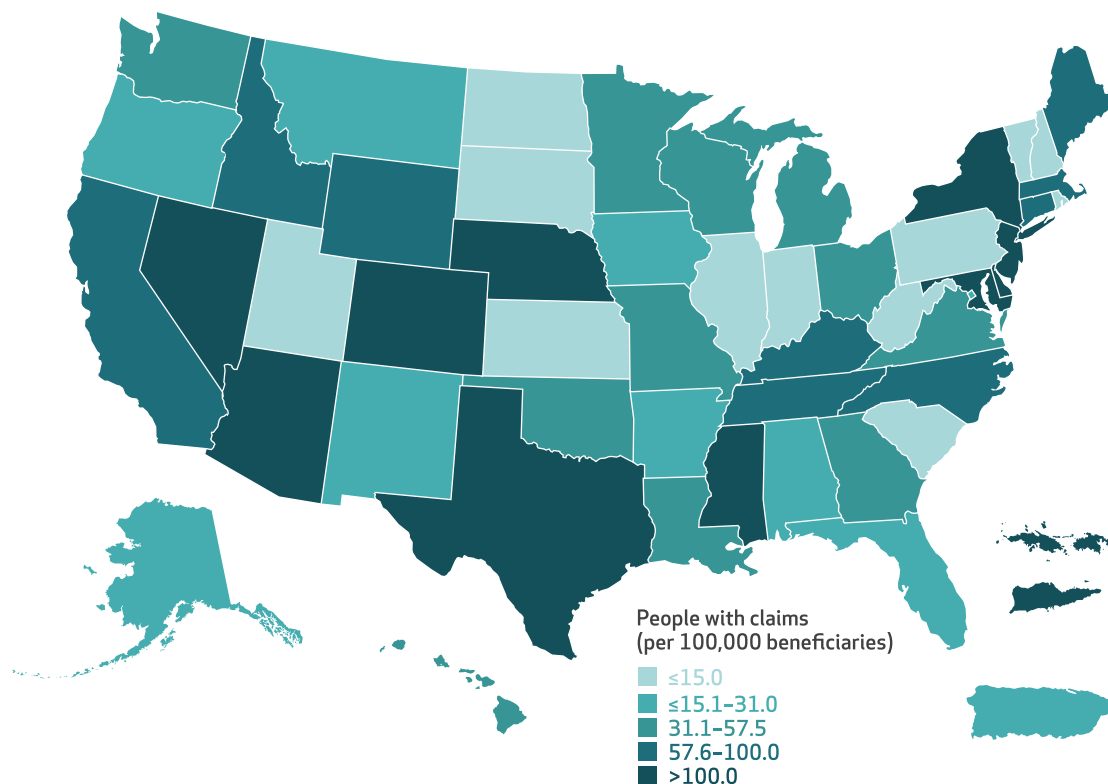 People with claims
(per 100,000 beneficiaries)
≤15.0
≤15.1–31.0
31.1–57.5
57.6–100.0
>100.0